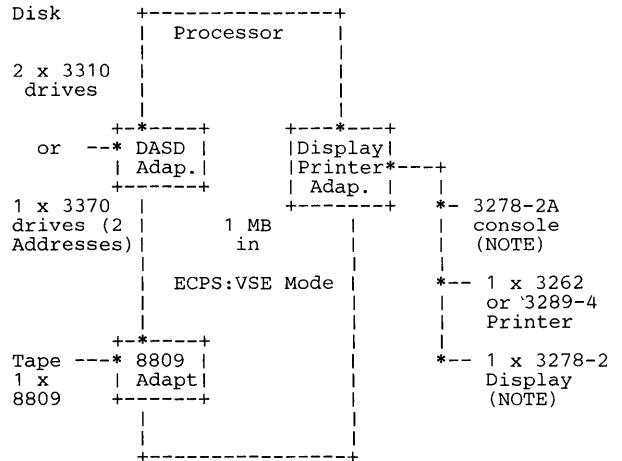 Disk
Processor
2 x 3310
drives
or
DASD
Adap.
Display
Printer
Adap.
1 x 3370
drives (2
Addresses)
1 MB
in
ECPS:VSE Mode
3278-2A
console
(NOTE)
1 x 3262
or '3289-4
Printer
Tape
1 x
8809
8809
Adapt
1 x 3278-2
Display
(NOTE)